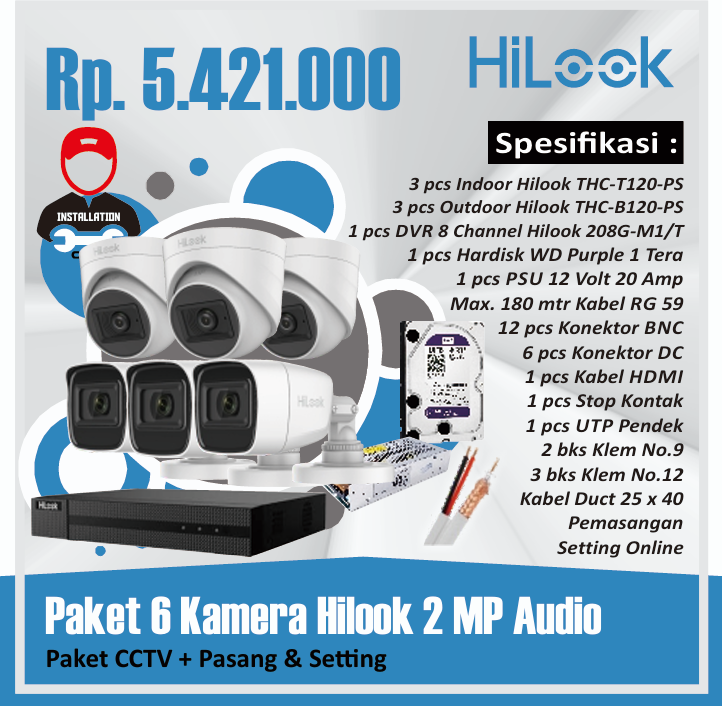 Rp. 5.421.000
HiLook
Spesifikasi :
3 pcs Indoor Hilook THC-T120-PS
3 pcs Outdoor Hilook THC-B120-PS
1 pcs DVR 8 Channel Hilook 208G-M1/T
1 pcs Hardisk WD Purple 1 Tera
1 pcs PSU 12 Volt 20 Amp
Max. 180 mtr Kabel RG 59
12 pcs Konektor BNC
6 pcs Konektor DC
1 pcs Kabel HDMI
1 pcs Stop Kontak
1 pcs UTP Pendek
2 bks Klem No.9
3 bks Klem No.12
Kabel Duct 25 x 40
Pemasangan
Setting Online
INSTALLATION
HiLook
HiLook
HiLook
HiLook
Paket 6 Kamera Hilook 2 MP Audio
Paket CCTV + Pasang & Setting